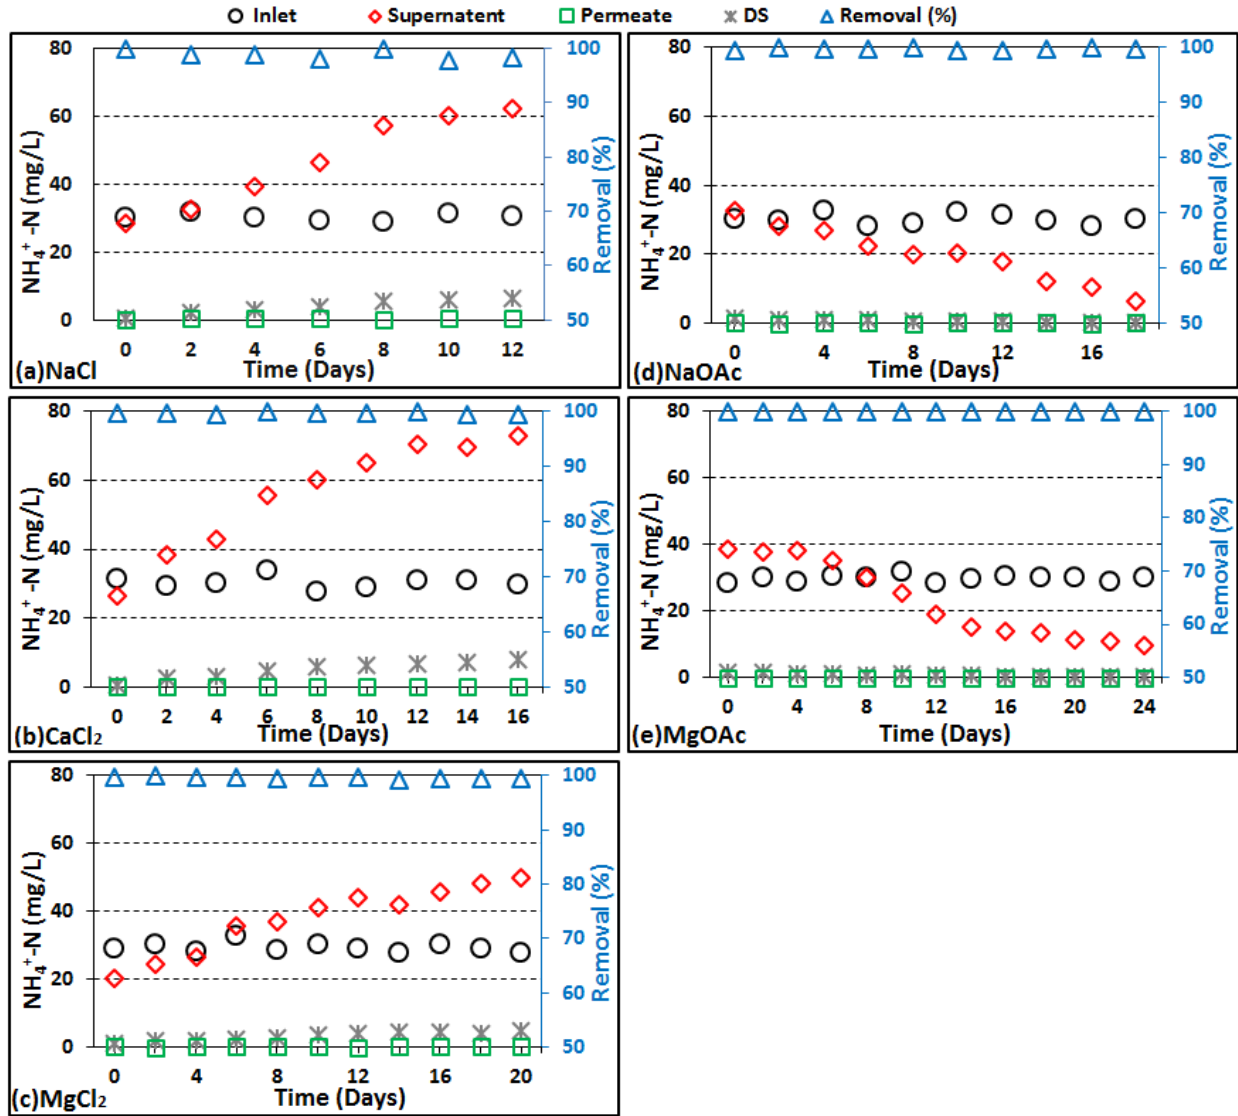 Inlet Supernatent Permeate DS Removal (%)
80 100
60 90
80
40 70
20 60
0 50
NH₄⁺-N (mg/L)
Removal (%)
0 2 4 6 8 10 12
(a)NaCl Time (Days)
80 100
60 90
80
40 70
20 60
0 50
NH₄⁺-N (mg/L)
Removal (%)
0 4 8 12 16
(d)NaOAc Time (Days)
80 100
60 90
80
40 70
20 60
0 50
NH₄⁺-N (mg/L)
Removal (%)
0 2 4 6 8 10 12 14 16
(b)CaCl₂ Time (Days)
80 100
60 90
80
40 70
20 60
0 50
NH₄⁺-N (mg/L)
Removal (%)
0 4 8 12 16 20 24
(e)MgOAc Time (Days)
80 100
60 90
80
40 70
20 60
0 50
NH₄⁺-N (mg/L)
Removal (%)
0 4 8 12 16 20
(c)MgCl₂ Time (Days)